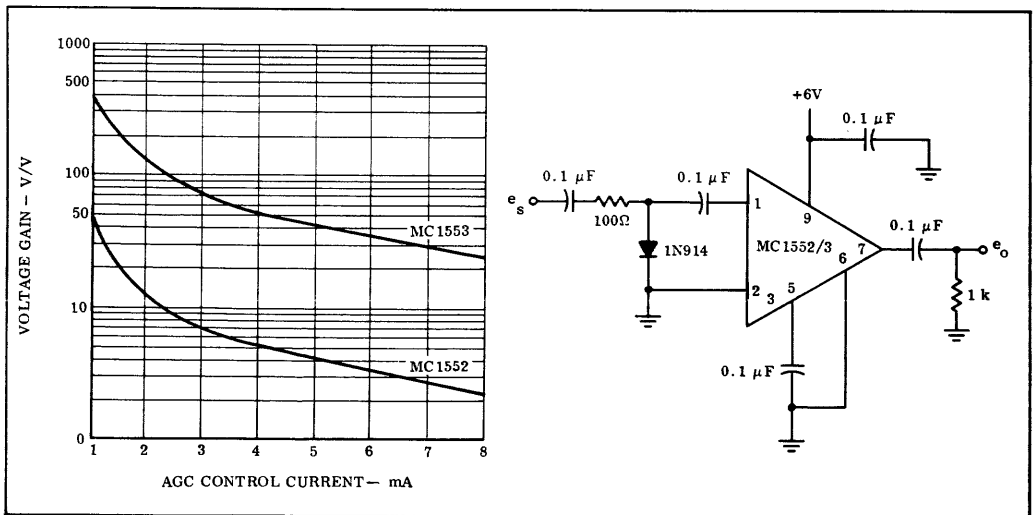 VOLTAGE GAIN — V/V
1000
500
100
50
10
5
0
1 2 3 4 5 6 7 8
AGC CONTROL CURRENT — mA
MC1553
MC1552
+6V
0.1 μF
0.1 μF
0.1 μF
e_s
100Ω
1N914
1
2
3
5
6
7
9
MC1552/3
0.1 μF
e_o
1 k
0.1 μF